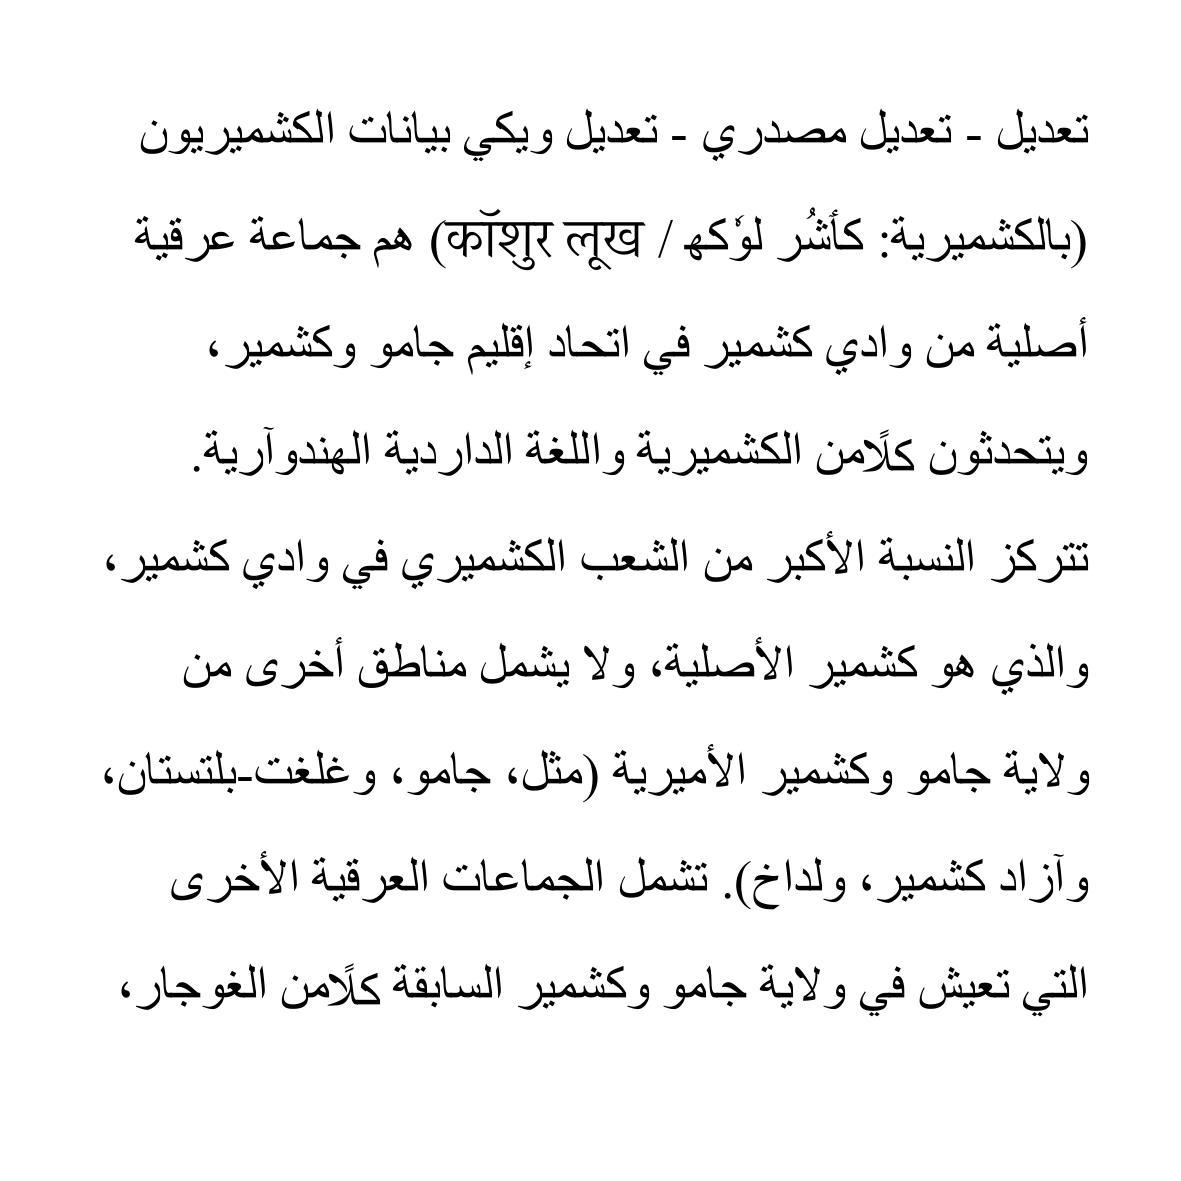 تعديل - تعديل مصدري - تعديل ويكي بيانات الكشميريون
(بالكشميرية: كأشُر لوٗکھ / कॉशुर लूख) هم جماعة عرقية
أصلية من وادي كشمير في اتحاد إقليم جامو وكشمير،
ويتحدثون كلًامن الكشميرية واللغة الداردية الهندوآرية.
تتركز النسبة الأكبر من الشعب الكشميري في وادي كشمير،
والذي هو كشمير الأصلية، ولا يشمل مناطق أخرى من
ولاية جامو وكشمير الأميرية (مثل، جامو، وغلغت-بلتستان،
وآزاد كشمير، ولداخ). تشمل الجماعات العرقية الأخرى
التي تعيش في ولاية جامو وكشمير السابقة كلًامن الغوجار،